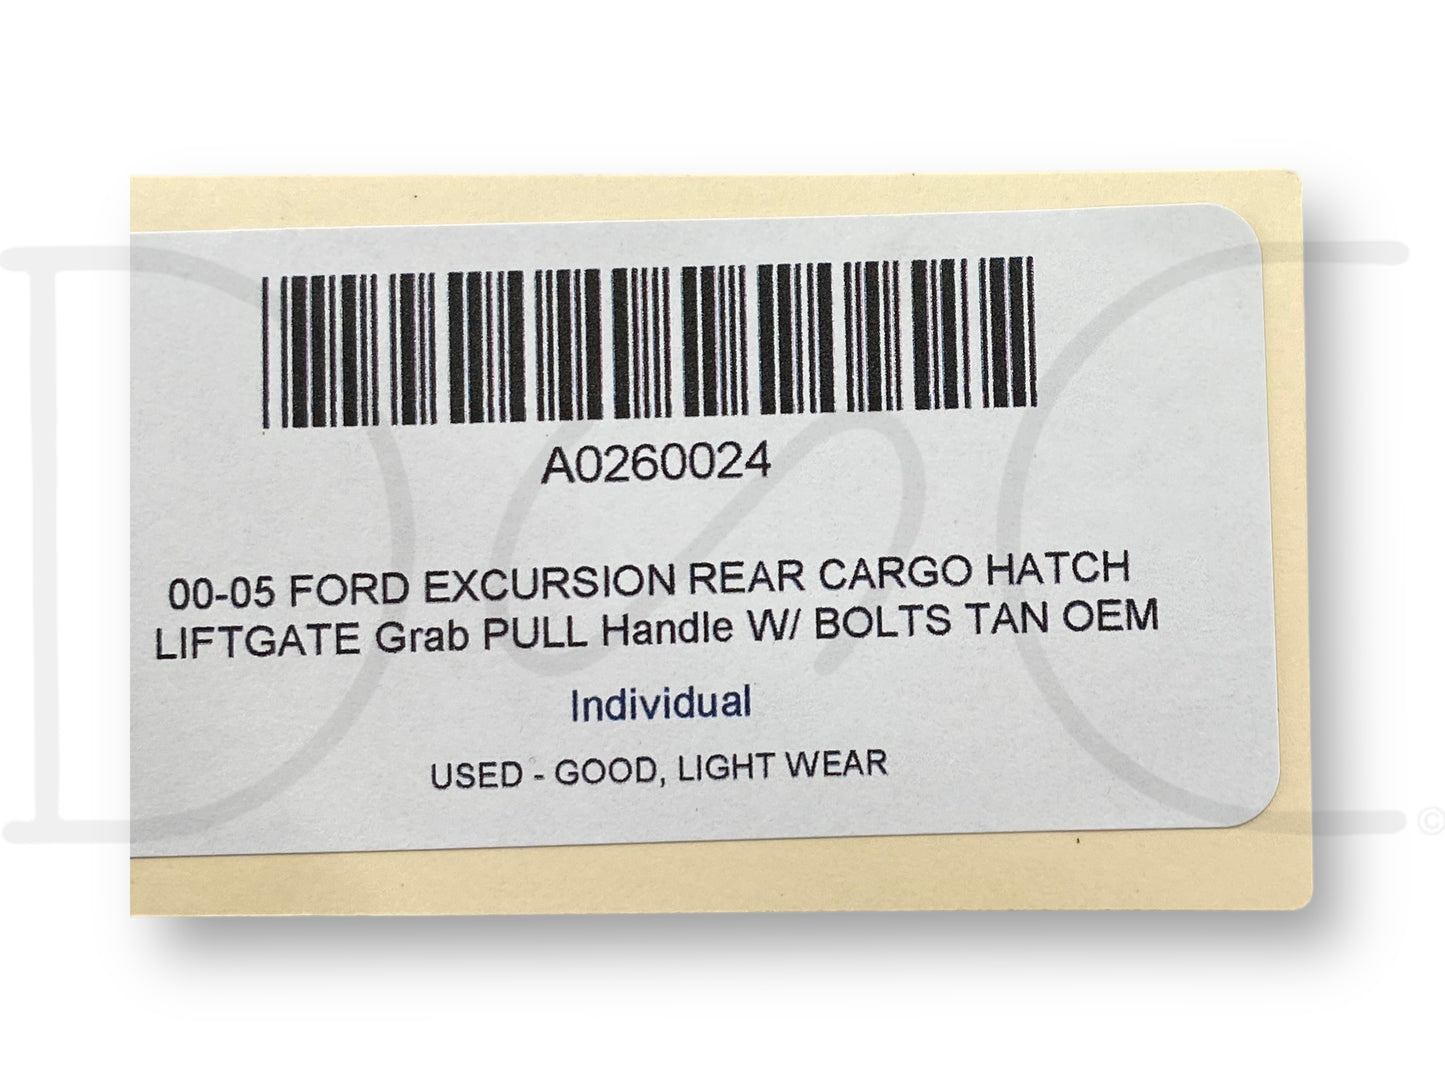 A0260024
00-05 FORD EXCURSION REAR CARGO HATCH
LIFTGATE Grab PULL Handle W/ BOLTS TAN OEM
Individual
USED - GOOD, LIGHT WEAR
©